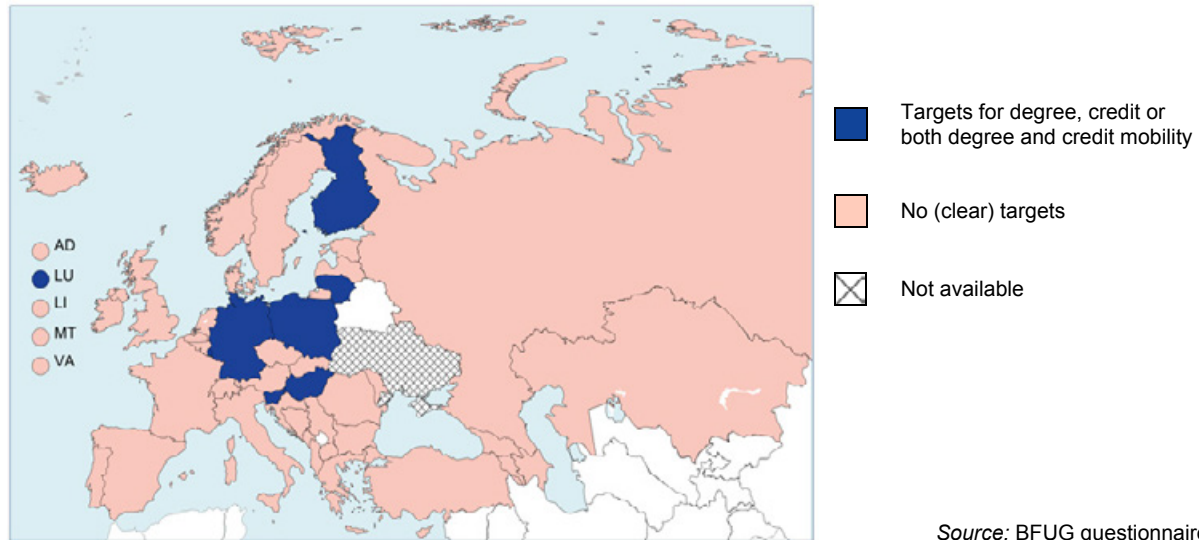 AD
LU
LI
MT
VA
Targets for degree, credit or
both degree and credit mobility
No (clear) targets
Not available
Source: BFUG questionnaire